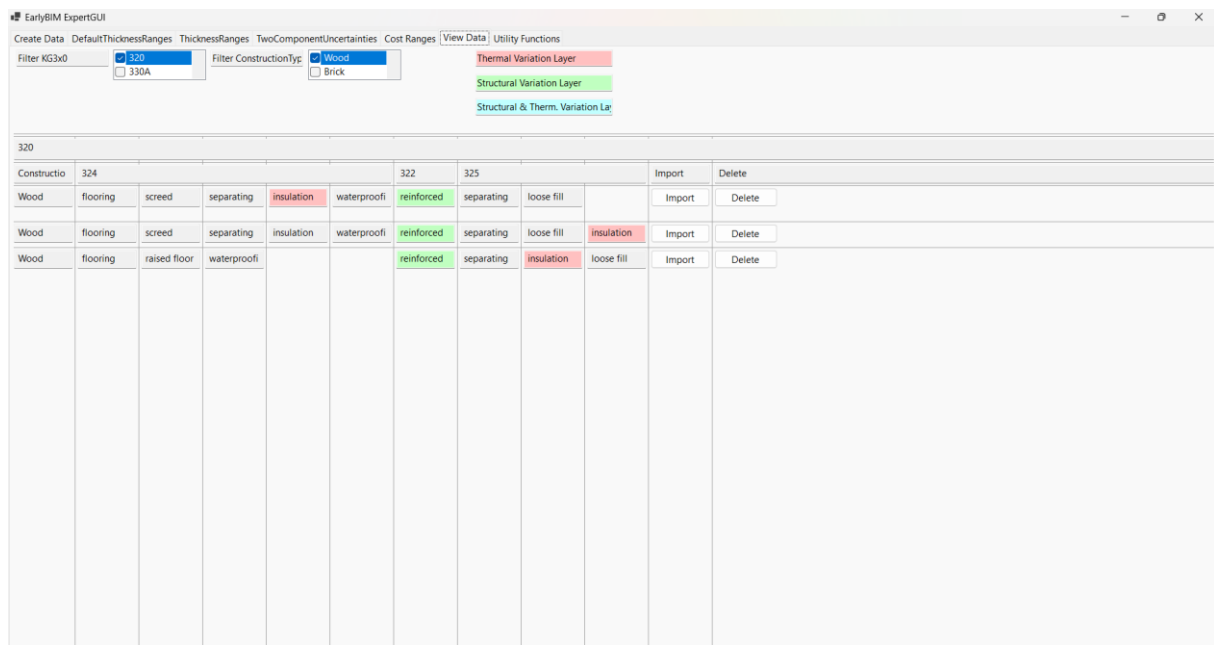 EarlyBIM ExpertGUI
Create Data DefaultThicknessRanges ThicknessRanges TwoComponentUncertainties Cost Ranges View Data Utility Functions
Filter KG3x0 320 Filter ConstructionTyp Wood Thermal Variation Layer
330A Brick
Structural Variation Layer
Structural & Therm. Variation La
320
Constructio 324 322 325 Import Delete
Wood flooring screed separating insulation waterproofi reinforced separating loose fill Import Delete
Wood flooring screed separating insulation waterproofi reinforced separating loose fill insulation Import Delete
Wood flooring raised floor waterproofi reinforced separating insulation loose fill Import Delete